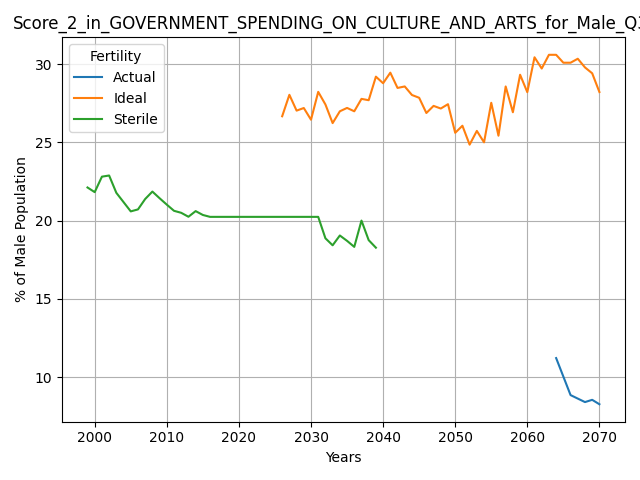 Score_2_in_GOVERNMENT_SPENDING_ON_CULTURE_AND_ARTS_for_Male_Q3
Fertility
Actual
Ideal
Sterile
% of Male Population
30
25
20
15
10
2000 2010 2020 2030 2040 2050 2060 2070
Years